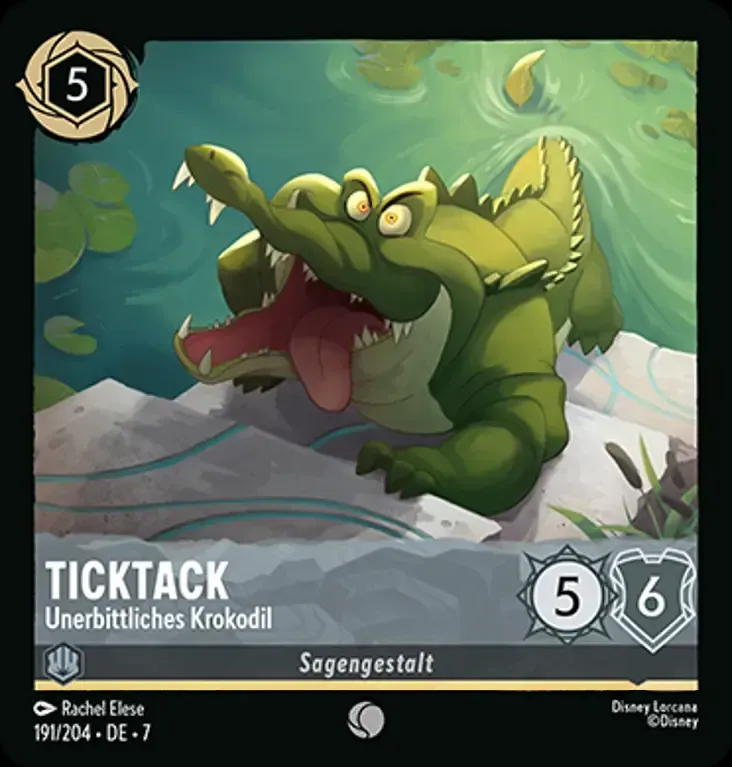 5
TICKTACK
Unerbittliches Krokodil
5 6
Sagengestalt
Rachel Elese
191/204 • DE • 7
Disney Lorcana
©Disney